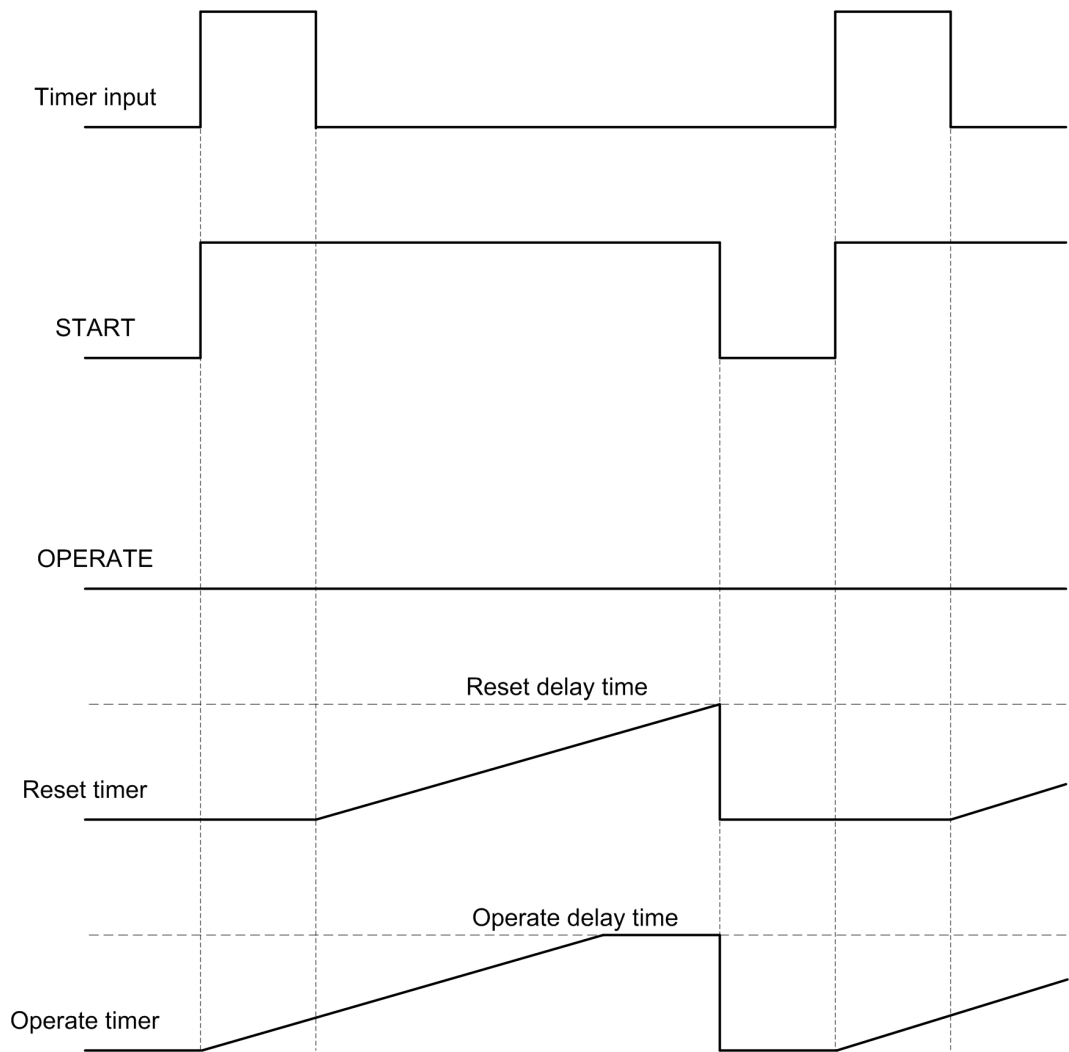 Timer input
START
OPERATE
Reset delay time
Reset timer
Operate delay time
Operate timer